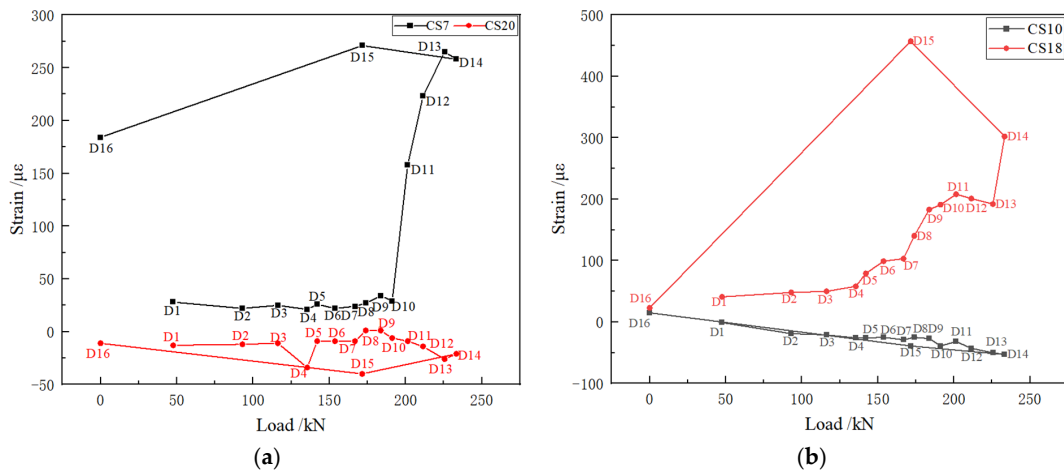 CS7 CS20
300
250
200
150
100
50
0
−50
Strain /με
D13
D15
D14
D12
D16
D11
D1
D2
D3
D4
D5
D6
D7
D8
D9
D10
D16
D1
D2
D3
D4
D5
D6
D7
D8
D9
D10
D11
D12
D13
D14
D15
0 50 100 150 200 250
Load /kN
(a)
CS10
CS18
500
400
300
200
100
0
−100
Strain /με
D15
D14
D11
D10
D12
D13
D9
D8
D7
D6
D5
D4
D3
D2
D1
D16
D16
D1
D2
D3
D4
D5
D6
D7
D8
D9
D10
D11
D12
D13
D14
D15
0 50 100 150 200 250
Load /kN
(b)